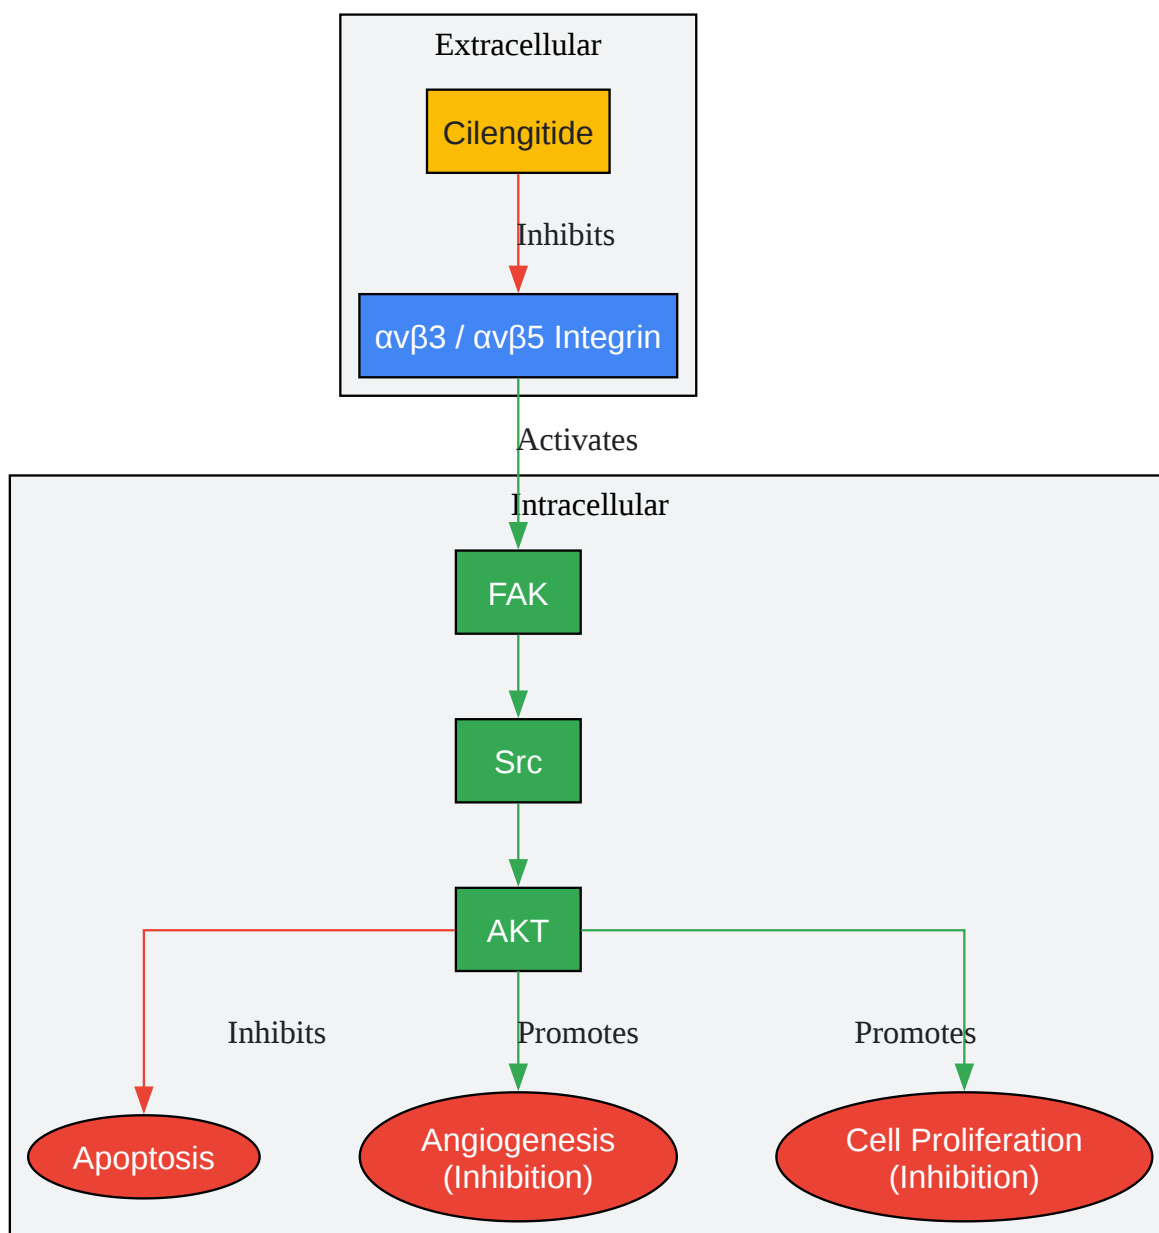 Extracellular
Cilengitide
Inhibits
αvβ3 / αvβ5 Integrin
Activates
Intracellular
FAK
Src
AKT
Inhibits
Promotes
Promotes
Apoptosis
Angiogenesis
(Inhibition)
Cell Proliferation
(Inhibition)